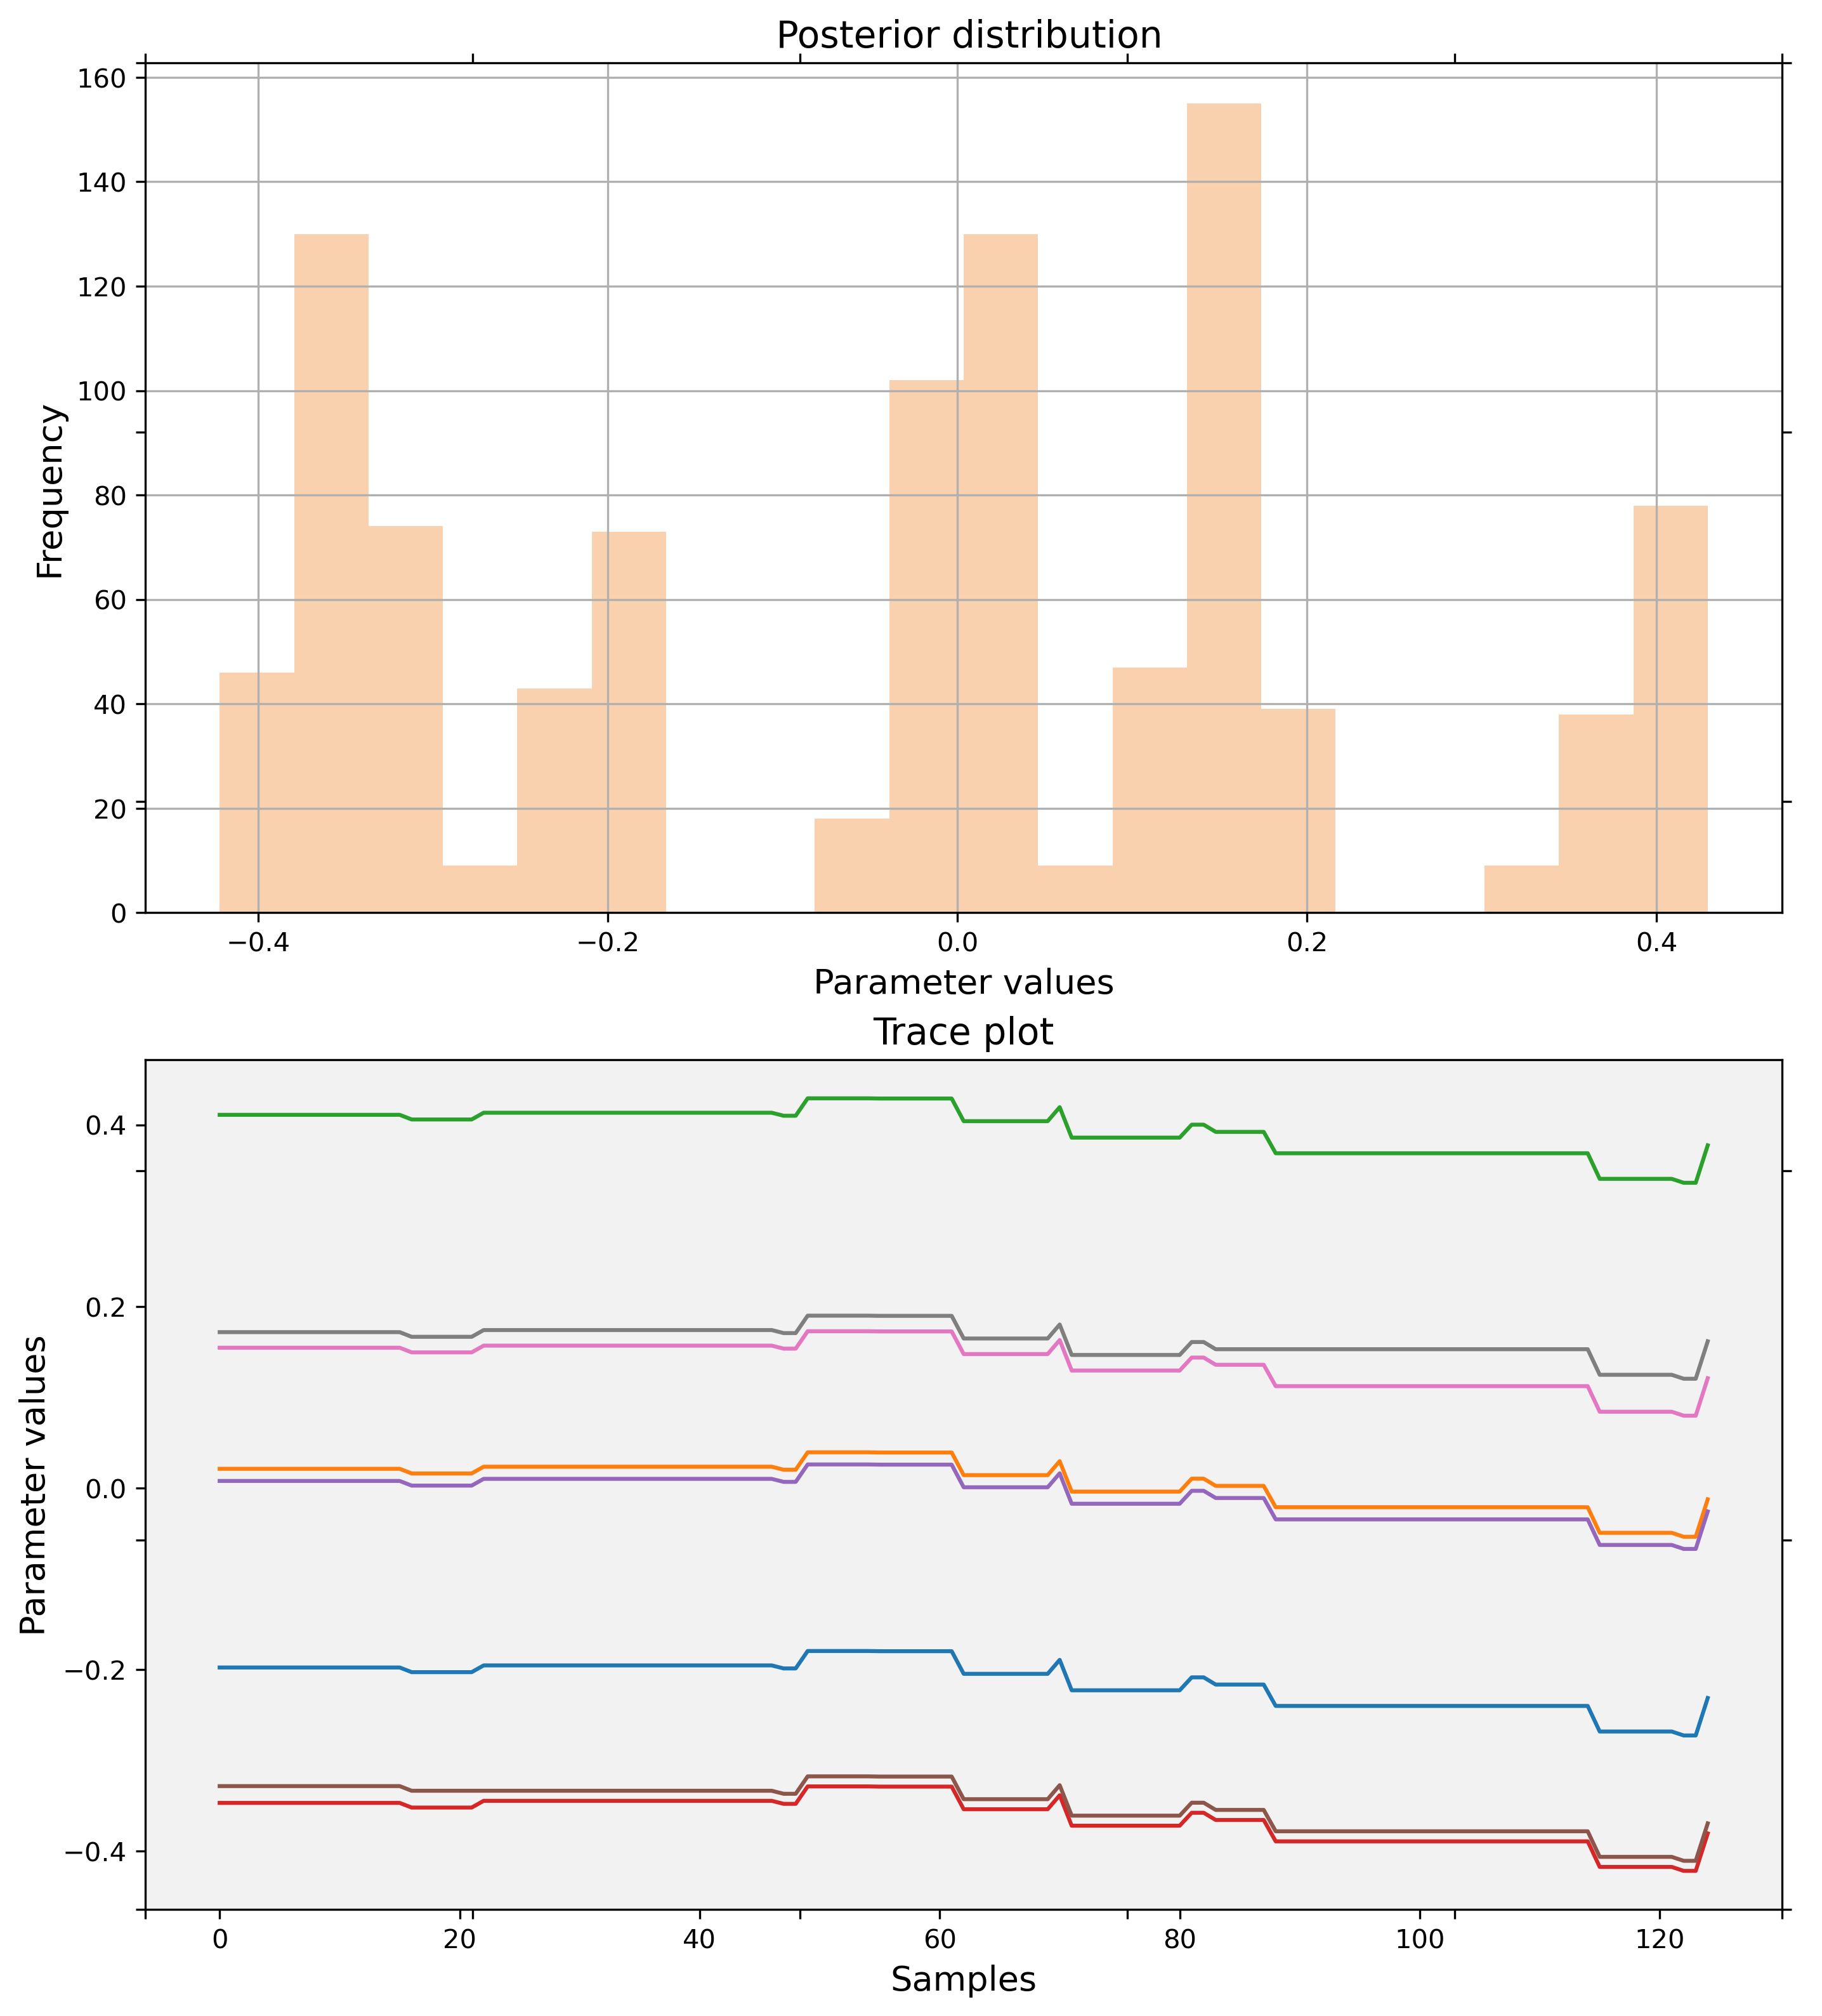 Posterior distribution
160
140
120
100
80
60
40
20
0
Frequency
−0.4 −0.2 0.0 0.2 0.4
Parameter values
Trace plot
0.4
0.2
0.0
−0.2
−0.4
Parameter values
0 20 40 60 80 100 120
Samples